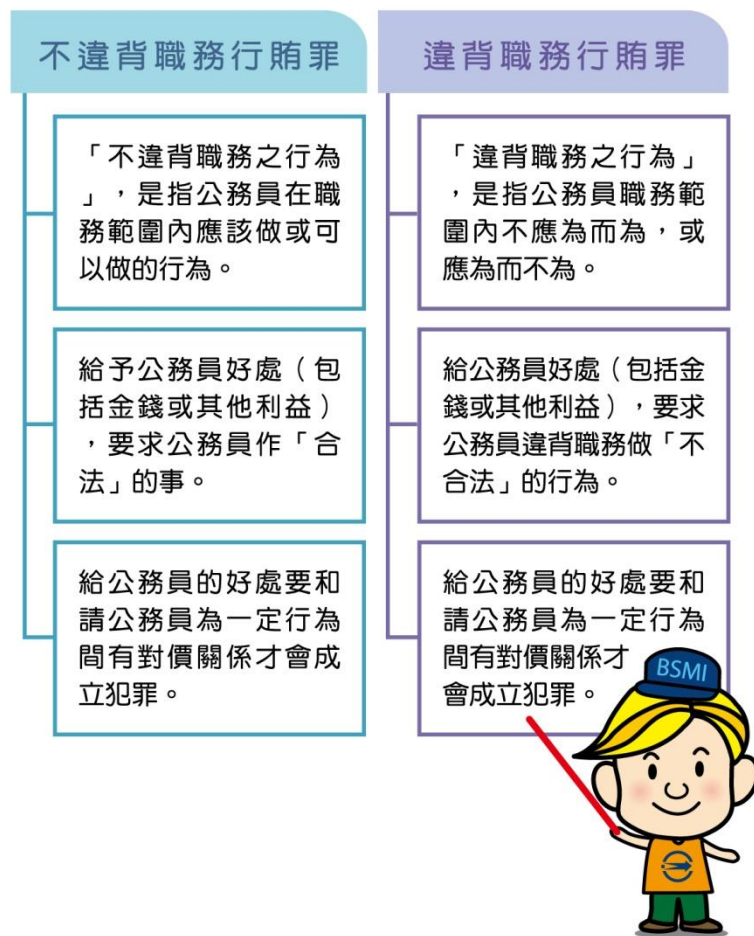 不違背職務行賄罪
「不違背職務之行為
」，是指公務員在職
務範圍內應該做或可
以做的行為。
給予公務員好處（包
括金錢或其他利益）
，要求公務員作「合
法」的事。
給公務員的好處要和
請公務員為一定行為
間有對價關係才會成
立犯罪。
違背職務行賄罪
「違背職務之行為」
，是指公務員職務範
圍內不應為而為，或
應為而不為。
給公務員好處（包括金
錢或其他利益），要求
公務員違背職務做「不
合法」的行為。
給公務員的好處要和
請公務員為一定行為
間有對價關係才
會成立犯罪。
BSMI